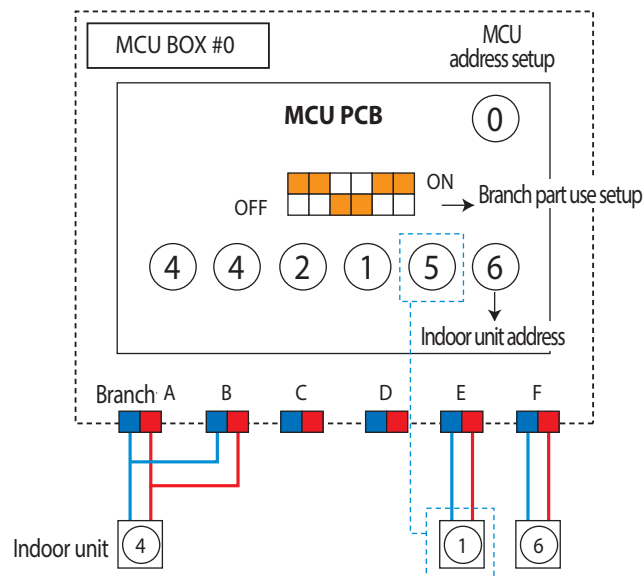 MCU BOX #0
MCU
address setup
MCU PCB
0
OFF
ON
Branch part use setup
4 4 2 1 5 6
Indoor unit address
Branch A B C D E F
Indoor unit
4 1 6